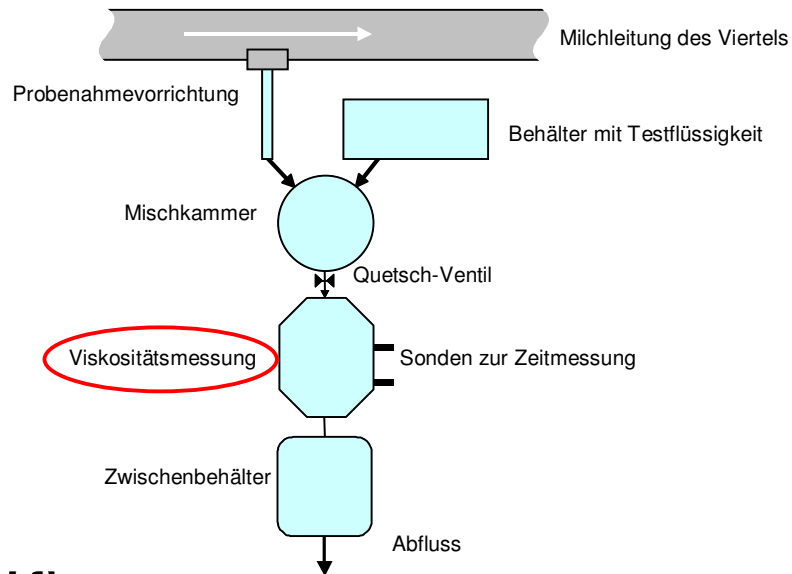 Milchleitung des Viertels
Probenahmevorrichtung
Behälter mit Testflüssigkeit
Mischkammer
Quetsch-Ventil
Viskositätsmessung
Sonden zur Zeitmessung
Zwischenbehälter
Abfluss